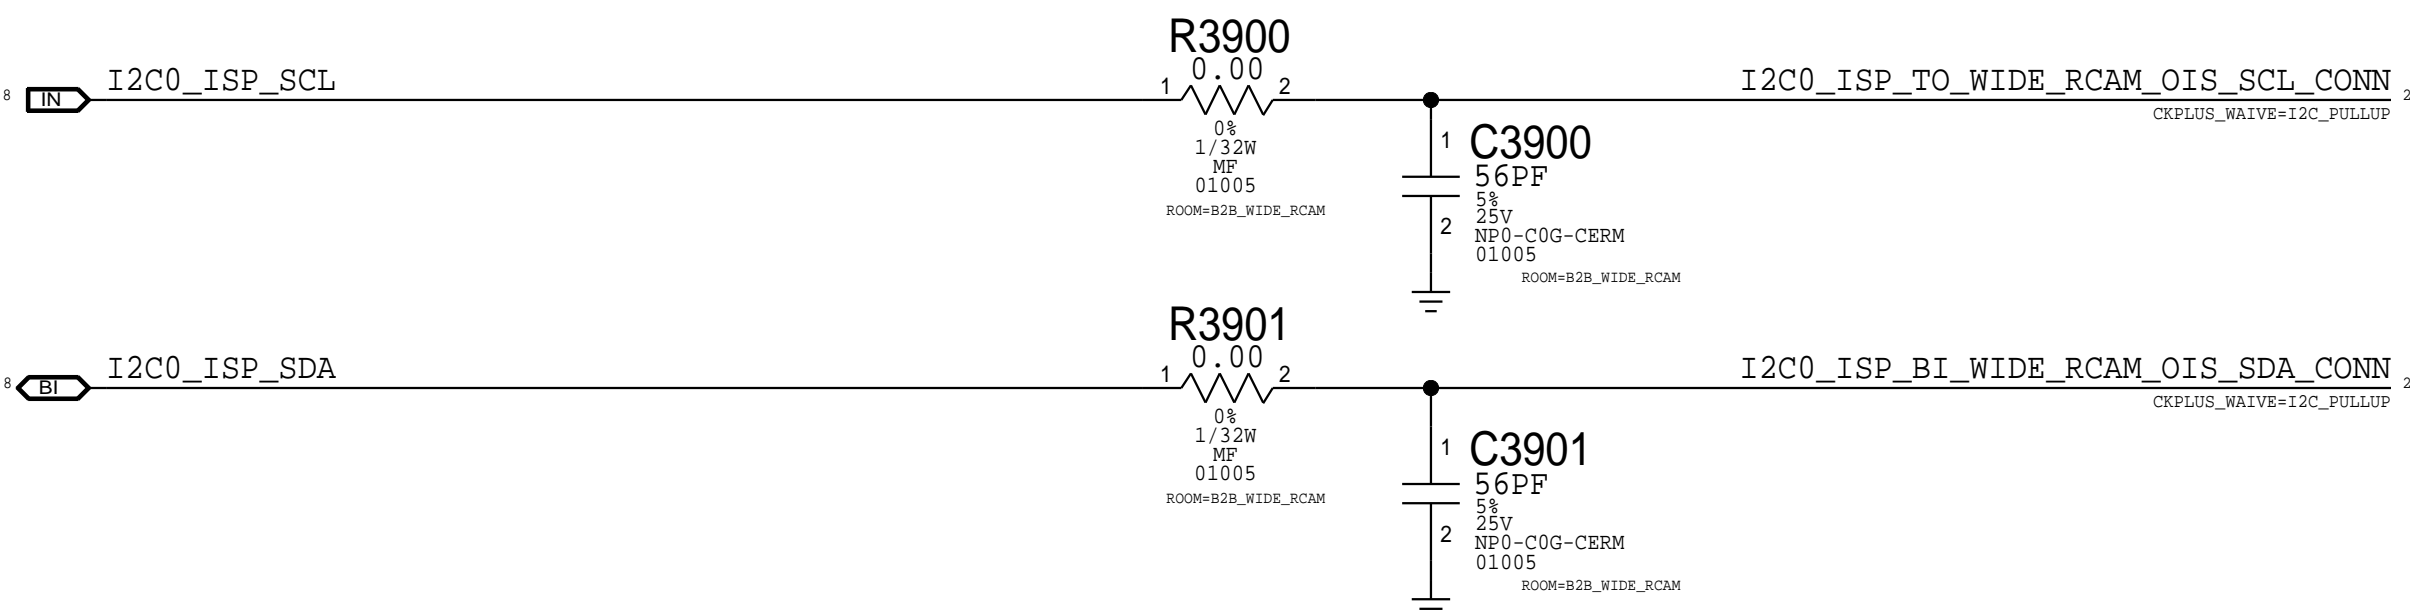 R3900
0.00
8 IN I2C0_ISP_SCL 1 2 I2C0_ISP_TO_WIDE_RCAM_OIS_SCL_CONN 2
CKPLUS_WAIVE=I2C_PULLUP
0%
1/32W
MF
01005
ROOM=B2B_WIDE_RCAM
1 C3900
56PF
5%
25V
2 NP0-C0G-CERM
01005
ROOM=B2B_WIDE_RCAM
R3901
0.00
8 BI I2C0_ISP_SDA 1 2 I2C0_ISP_BI_WIDE_RCAM_OIS_SDA_CONN 2
CKPLUS_WAIVE=I2C_PULLUP
0%
1/32W
MF
01005
ROOM=B2B_WIDE_RCAM
1 C3901
56PF
5%
25V
2 NP0-C0G-CERM
01005
ROOM=B2B_WIDE_RCAM